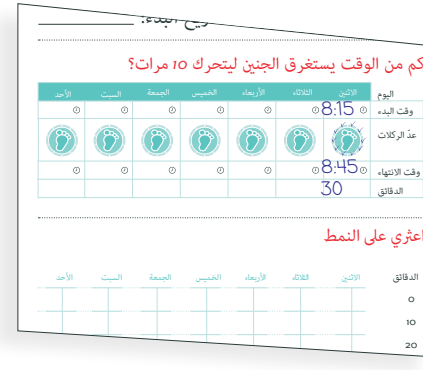 البدء: ____________
كم من الوقت يستغرق الجنين ليتحرك 10 مرات؟
اليوم الاثنين الثلاثاء الأربعاء الخميس الجمعة السبت الأحد
وقت البدء 8:15
عدّ الركلات
وقت الانتهاء 8:45
الدقائق 30
اعثري على النمط
الدقائق الاثنين الثلاثاء الأربعاء الخميس الجمعة السبت الأحد
0
10
20